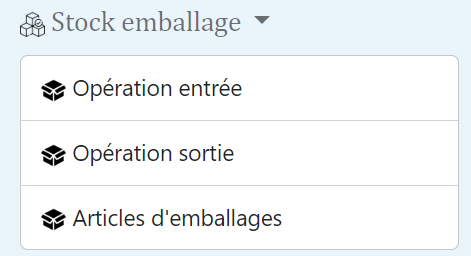 Stock emballage
Opération entrée
Opération sortie
Articles d'emballages